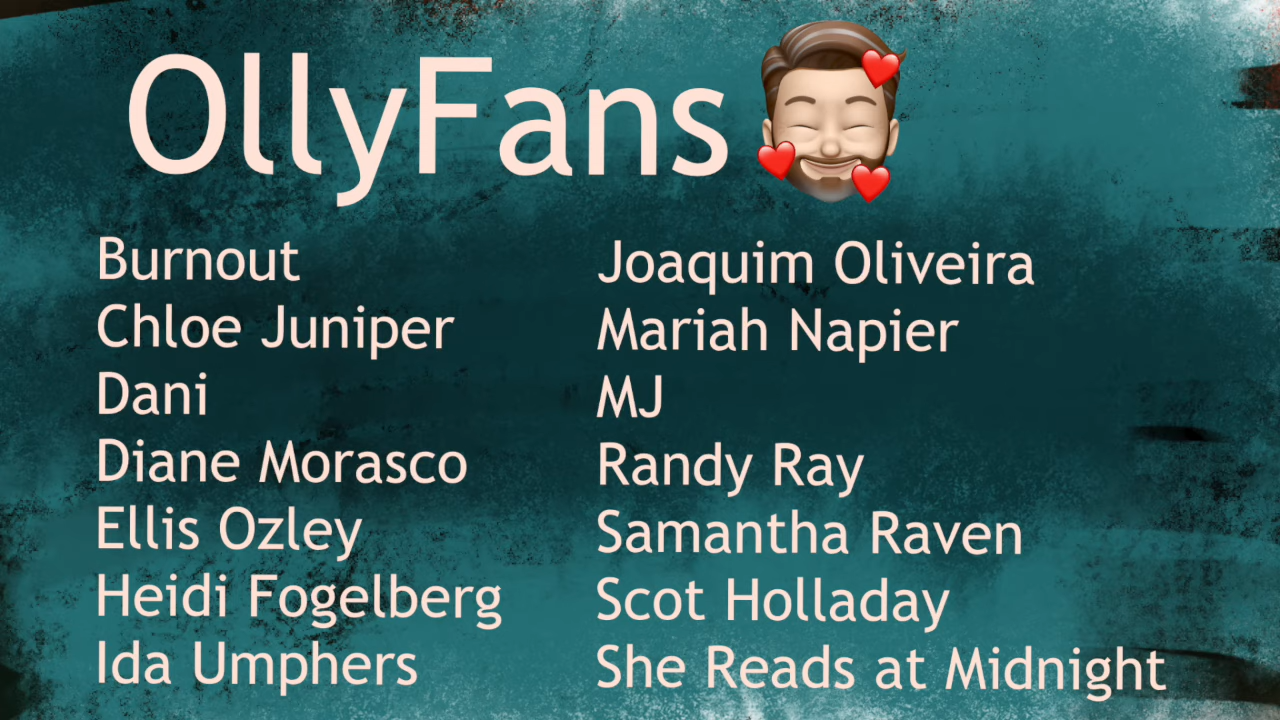 OllyFans
Burnout
Chloe Juniper
Dani
Diane Morasco
Ellis Ozley
Heidi Fogelberg
Ida Umphers
Joaquim Oliveira
Mariah Napier
MJ
Randy Ray
Samantha Raven
Scot Holladay
She Reads at Midnight